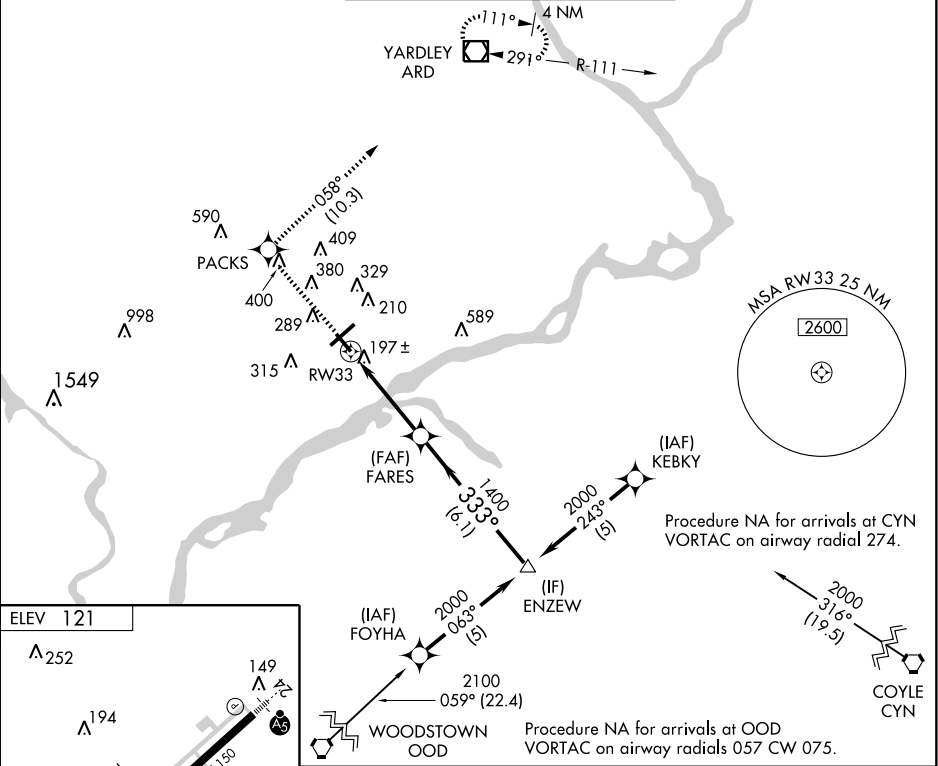 111°
4 NM
YARDLEY
ARD
291°
R-111
058°
(10.3)
590
409
PACKS
380
329
400
210
998
289
589
MSA RW33 25 NM
2600
197±
315
RW33
1549
(FAF)
FARES
(IAF)
KEBKY
1400
333°
(6.1)
2000
243°
(5)
Procedure NA for arrivals at CYN
VORTAC on airway radial 274.
(IF)
ENZEW
2000
316°
(19.5)
(IAF)
FOYHA
2000
063°
(5)
ELEV 121
252
149
24
P
194
A5
150
2100
059° (22.4)
WOODSTOWN
OOD
COYLE
CYN
Procedure NA for arrivals at OOD
VORTAC on airway radials 057 CW 075.